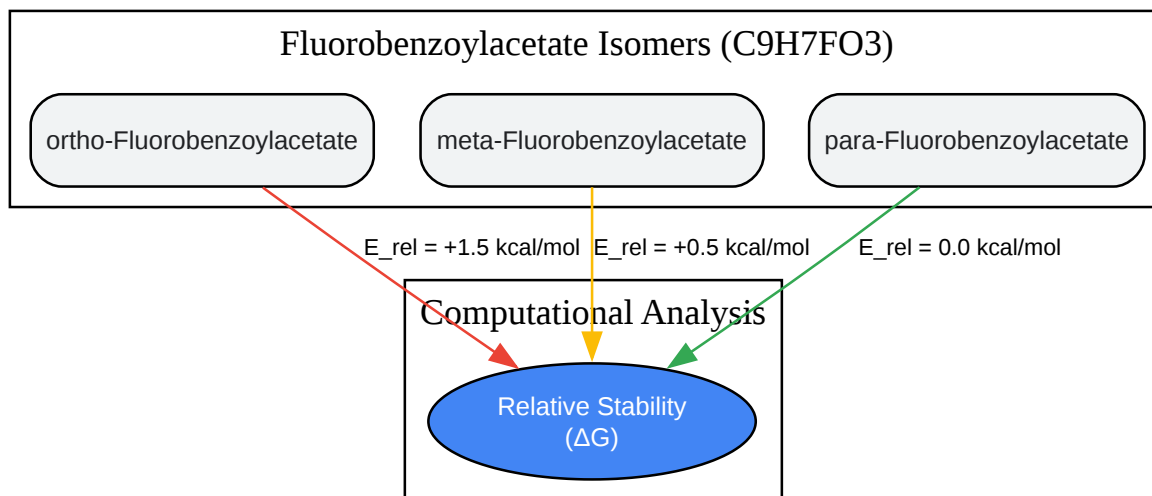 Fluorobenzoylacetate Isomers (C9H7FO3)
ortho-Fluorobenzoylacetate
meta-Fluorobenzoylacetate
para-Fluorobenzoylacetate
E_rel = +1.5 kcal/mol
E_rel = +0.5 kcal/mol
E_rel = 0.0 kcal/mol
Computational Analysis
Relative Stability
(ΔG)